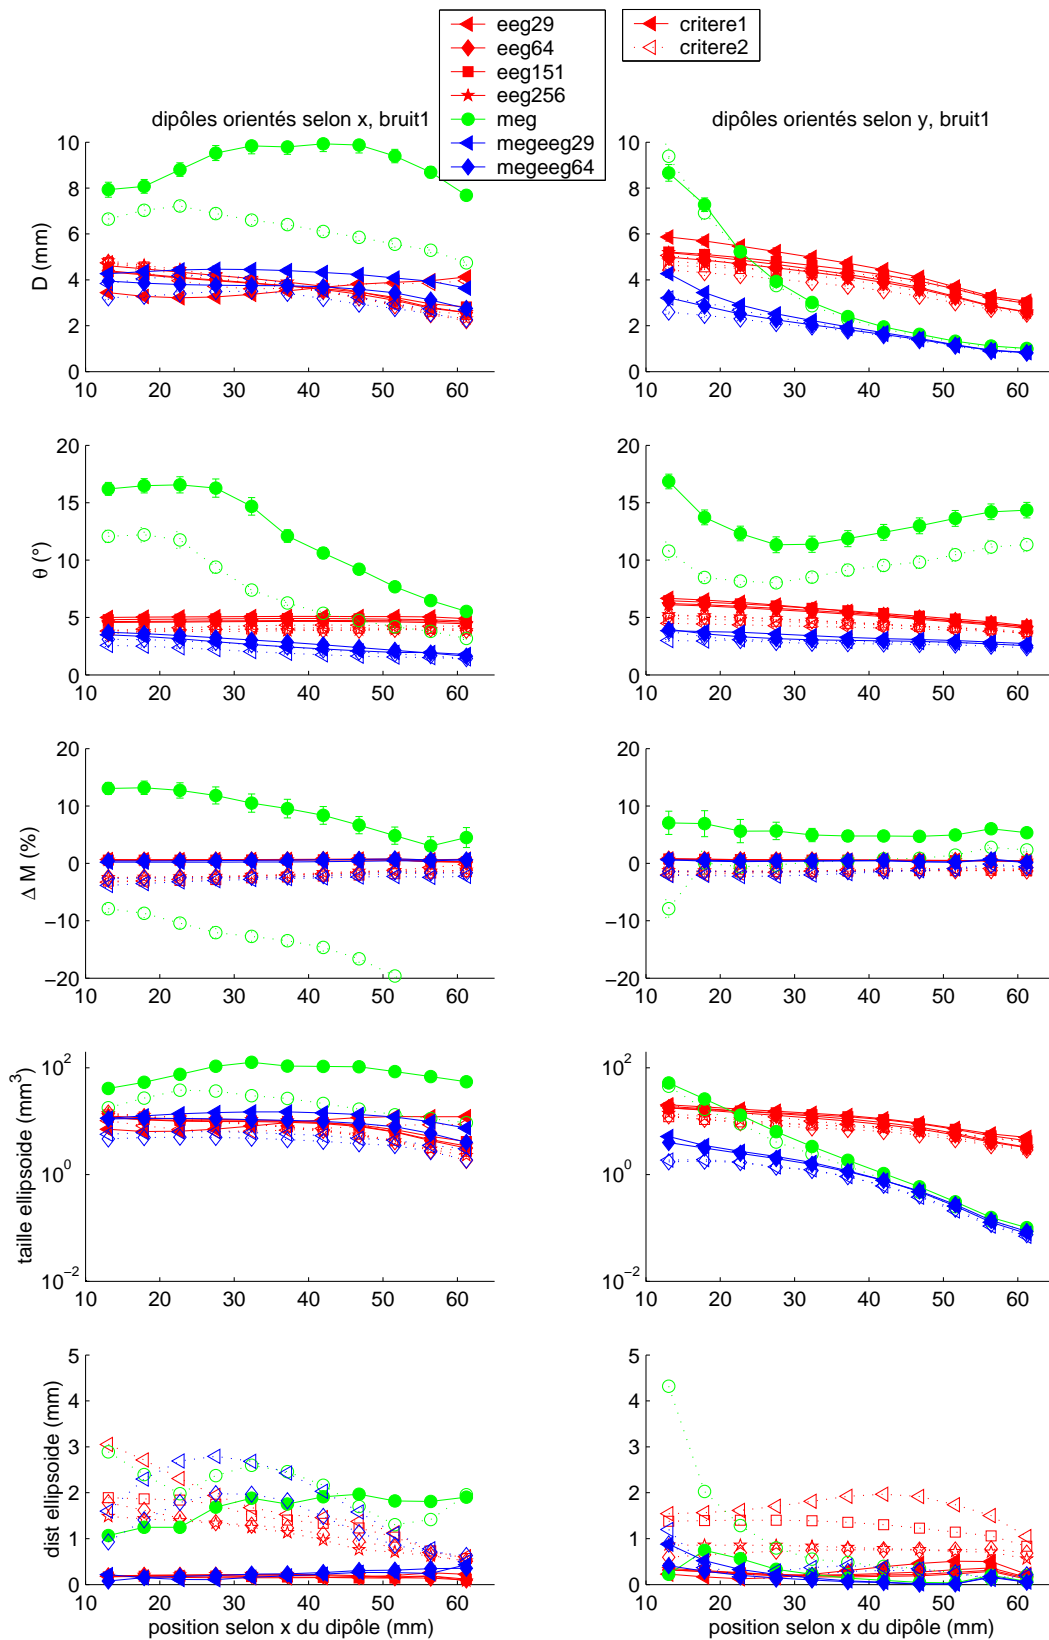 eeg29
eeg64
eeg151
eeg256
meg
megeeg29
megeeg64
critere1
critere2
dipôles orientés selon x, bruit1
dipôles orientés selon y, bruit1
D (mm)
10
8
6
4
2
0
10 20 30 40 50 60
10
8
6
4
2
0
10 20 30 40 50 60
θ (°)
20
15
10
5
0
10 20 30 40 50 60
20
15
10
5
0
10 20 30 40 50 60
Δ M (%)
20
10
0
−10
−20
10 20 30 40 50 60
20
10
0
−10
−20
10 20 30 40 50 60
taille ellipsoide (mm³)
10²
10⁰
10⁻²
10 20 30 40 50 60
10²
10⁰
10⁻²
10 20 30 40 50 60
dist ellipsoide (mm)
5
4
3
2
1
0
10 20 30 40 50 60
position selon x du dipôle (mm)
5
4
3
2
1
0
10 20 30 40 50 60
position selon x du dipôle (mm)